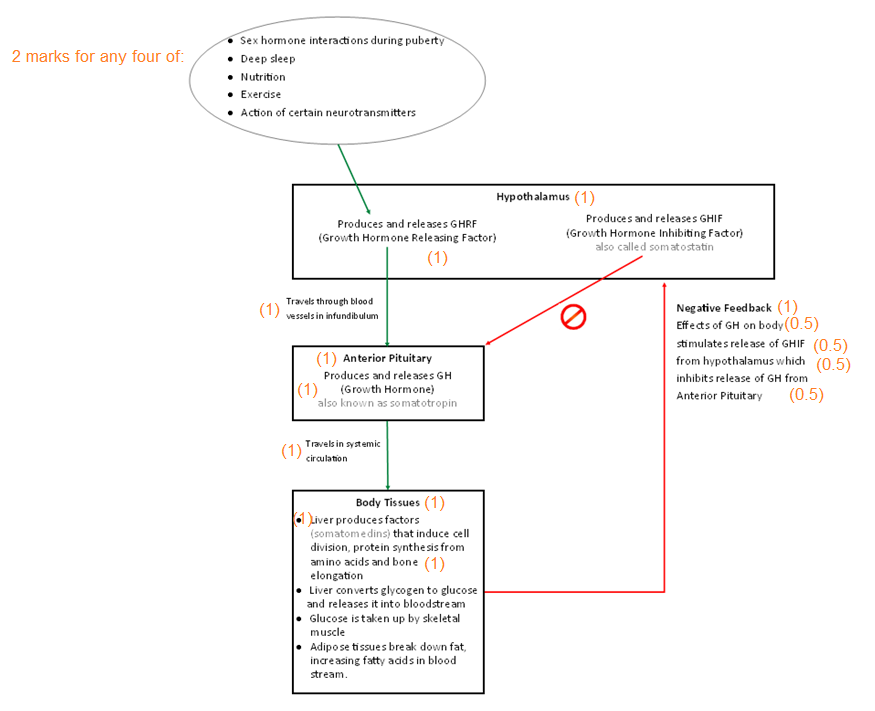 2 marks for any four of:
• Sex hormone interactions during puberty
• Deep sleep
• Nutrition
• Exercise
• Action of certain neurotransmitters
Hypothalamus (1)
Produces and releases GHRF
(Growth Hormone Releasing Factor)
(1)
Produces and releases GHIF
(Growth Hormone Inhibiting Factor)
also called somatostatin
(1) Travels through blood
vessels in infundibulum
Negative Feedback (1)
Effects of GH on body (0.5)
stimulates release of GHIF (0.5)
from hypothalamus which (0.5)
inhibits release of GH from
Anterior Pituitary (0.5)
(1) Anterior Pituitary
Produces and releases GH
(1) (Growth Hormone)
also known as somatotropin
(1) Travels in systemic
circulation
Body Tissues (1)
(1)
• Liver produces factors
(somatomedins) that induce cell
division, protein synthesis from
amino acids and bone (1)
elongation
• Liver converts glycogen to glucose
and releases it into bloodstream
• Glucose is taken up by skeletal
muscle
• Adipose tissues break down fat,
increasing fatty acids in blood
stream.